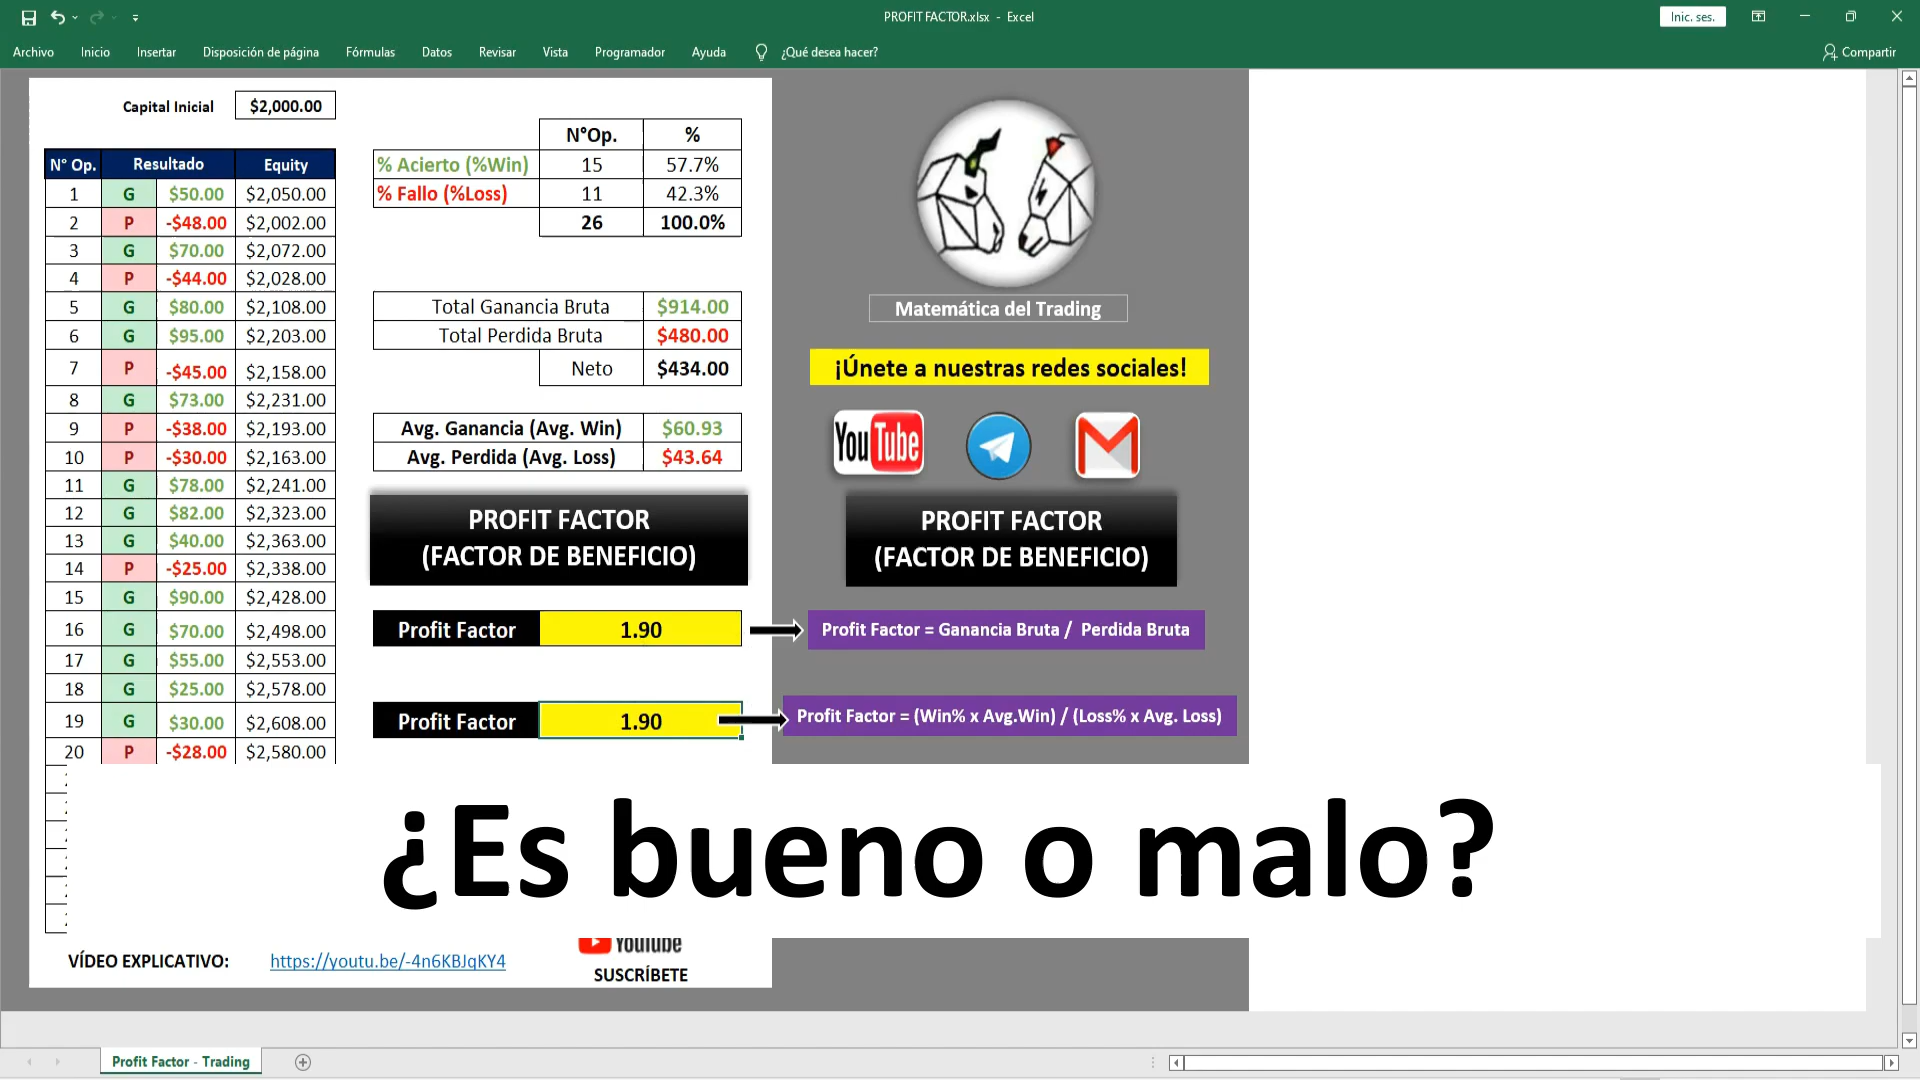 PROFIT FACTOR.xlsx - Excel
Inic. ses.
Archivo Inicio Insertar Disposición de página Fórmulas Datos Revisar Vista Programador Ayuda ¿Qué desea hacer? Compartir
Capital Inicial $2,000.00
N° Op. Resultado Equity
1 G $50.00 $2,050.00
2 P -$48.00 $2,002.00
3 G $70.00 $2,072.00
4 P -$44.00 $2,028.00
5 G $80.00 $2,108.00
6 G $95.00 $2,203.00
7 P -$45.00 $2,158.00
8 G $73.00 $2,231.00
9 P -$38.00 $2,193.00
10 P -$30.00 $2,163.00
11 G $78.00 $2,241.00
12 G $82.00 $2,323.00
13 G $40.00 $2,363.00
14 P -$25.00 $2,338.00
15 G $90.00 $2,428.00
16 G $70.00 $2,498.00
17 G $55.00 $2,553.00
18 G $25.00 $2,578.00
19 G $30.00 $2,608.00
20 P -$28.00 $2,580.00
N°Op. %
% Acierto (%Win) 15 57.7%
% Fallo (%Loss) 11 42.3%
26 100.0%
Total Ganancia Bruta $914.00
Total Perdida Bruta $480.00
Neto $434.00
Avg. Ganancia (Avg. Win) $60.93
Avg. Perdida (Avg. Loss) $43.64
PROFIT FACTOR
(FACTOR DE BENEFICIO)
Profit Factor 1.90
Profit Factor 1.90
Matemática del Trading
¡Únete a nuestras redes sociales!
YouTube
PROFIT FACTOR
(FACTOR DE BENEFICIO)
Profit Factor = Ganancia Bruta / Perdida Bruta
Profit Factor = (Win% x Avg.Win) / (Loss% x Avg. Loss)
¿Es bueno o malo?
VÍDEO EXPLICATIVO: https://youtu.be/-4n6KBJqKY4
YouTube
SUSCRÍBETE
Profit Factor - Trading